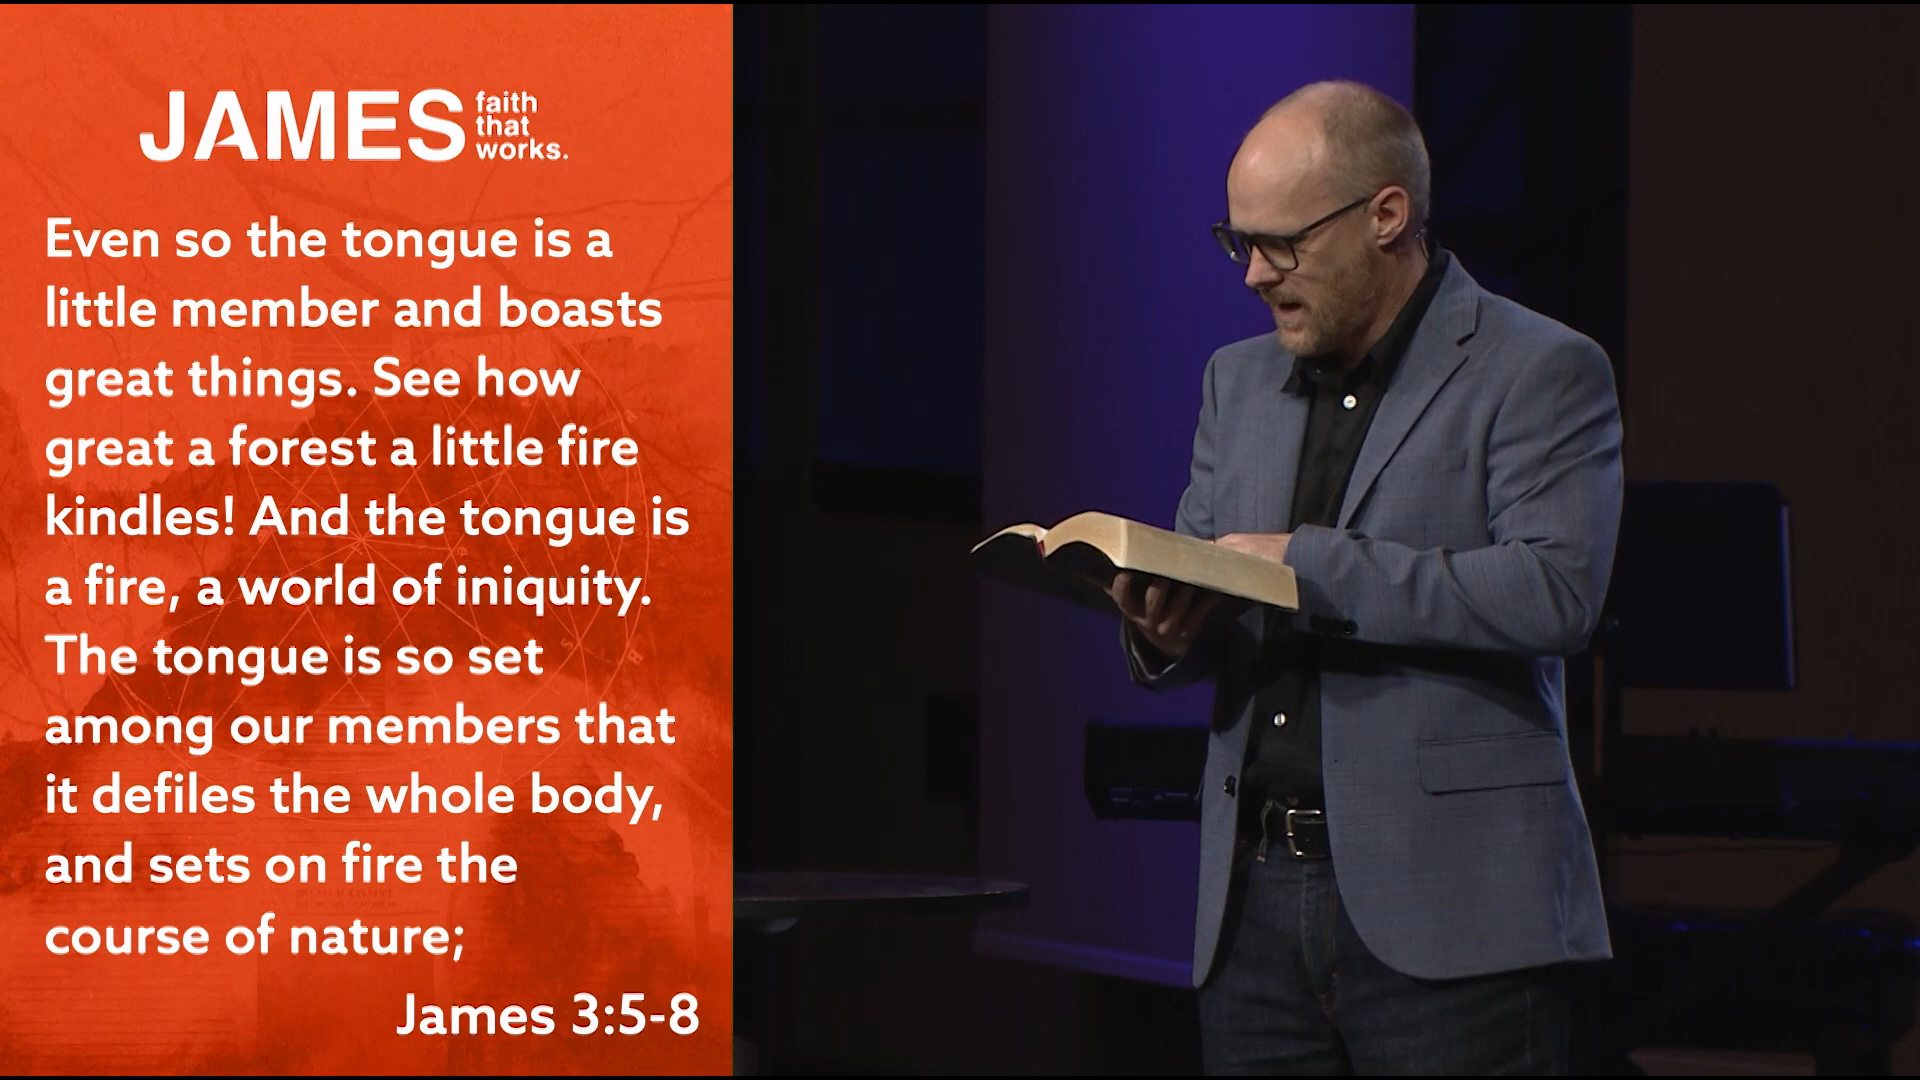 JAMES faith
that
works.
Even so the tongue is a
little member and boasts
great things. See how
great a forest a little fire
kindles! And the tongue is
a fire, a world of iniquity.
The tongue is so set
among our members that
it defiles the whole body,
and sets on fire the
course of nature;
James 3:5-8